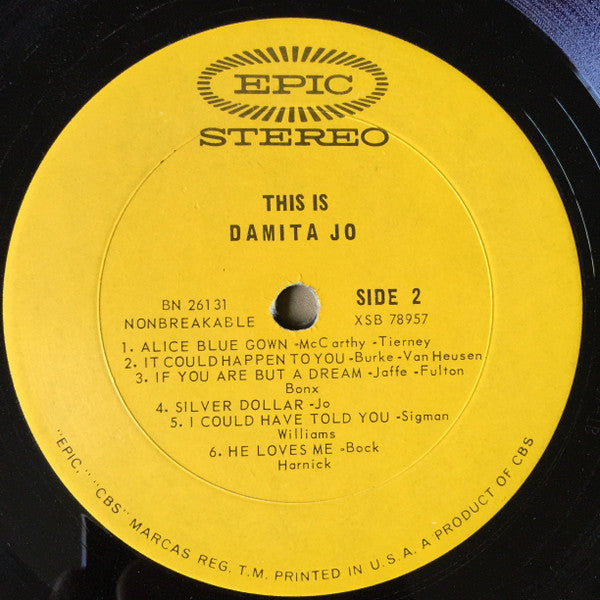 EPIC
STEREO
THIS IS
DAMITA JO
BN 26131
NONBREAKABLE
SIDE 2
XSB 78957
1. ALICE BLUE GOWN -McCarthy -Tierney
2. IT COULD HAPPEN TO YOU -Burke -Van Heusen
3. IF YOU ARE BUT A DREAM -Jaffe -Fulton
Bonx
4. SILVER DOLLAR -Jo
5. I COULD HAVE TOLD YOU -Sigman
Williams
6. HE LOVES ME -Bock
Harnick
"EPIC," "CBS" MARCAS REG. T.M. PRINTED IN U.S.A. A PRODUCT OF CBS